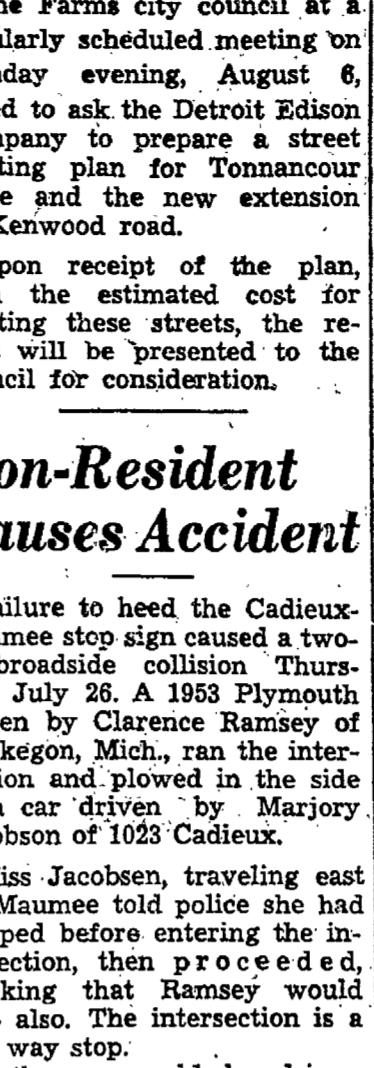 he Farms city council at a
ularly scheduled meeting on
nday evening, August 6,
ed to ask the Detroit Edison
mpany to prepare a street
ting plan for Tonnancour
e and the new extension
Kenwood road.
pon receipt of the plan,
the estimated cost for
ting these streets, the re-
will be presented to the
ncil for consideration.
on-Resident
auses Accident
ailure to heed the Cadieux-
mee stop sign caused a two-
broadside collision Thurs-
July 26. A 1953 Plymouth
en by Clarence Ramsey of
kegon, Mich., ran the inter-
ion and plowed in the side
a car driven by Marjory
obson of 1023 Cadieux.
iss Jacobsen, traveling east
Maumee told police she had
ped before entering the in-
ection, then proceeded,
king that Ramsey would
also. The intersection is a
way stop.